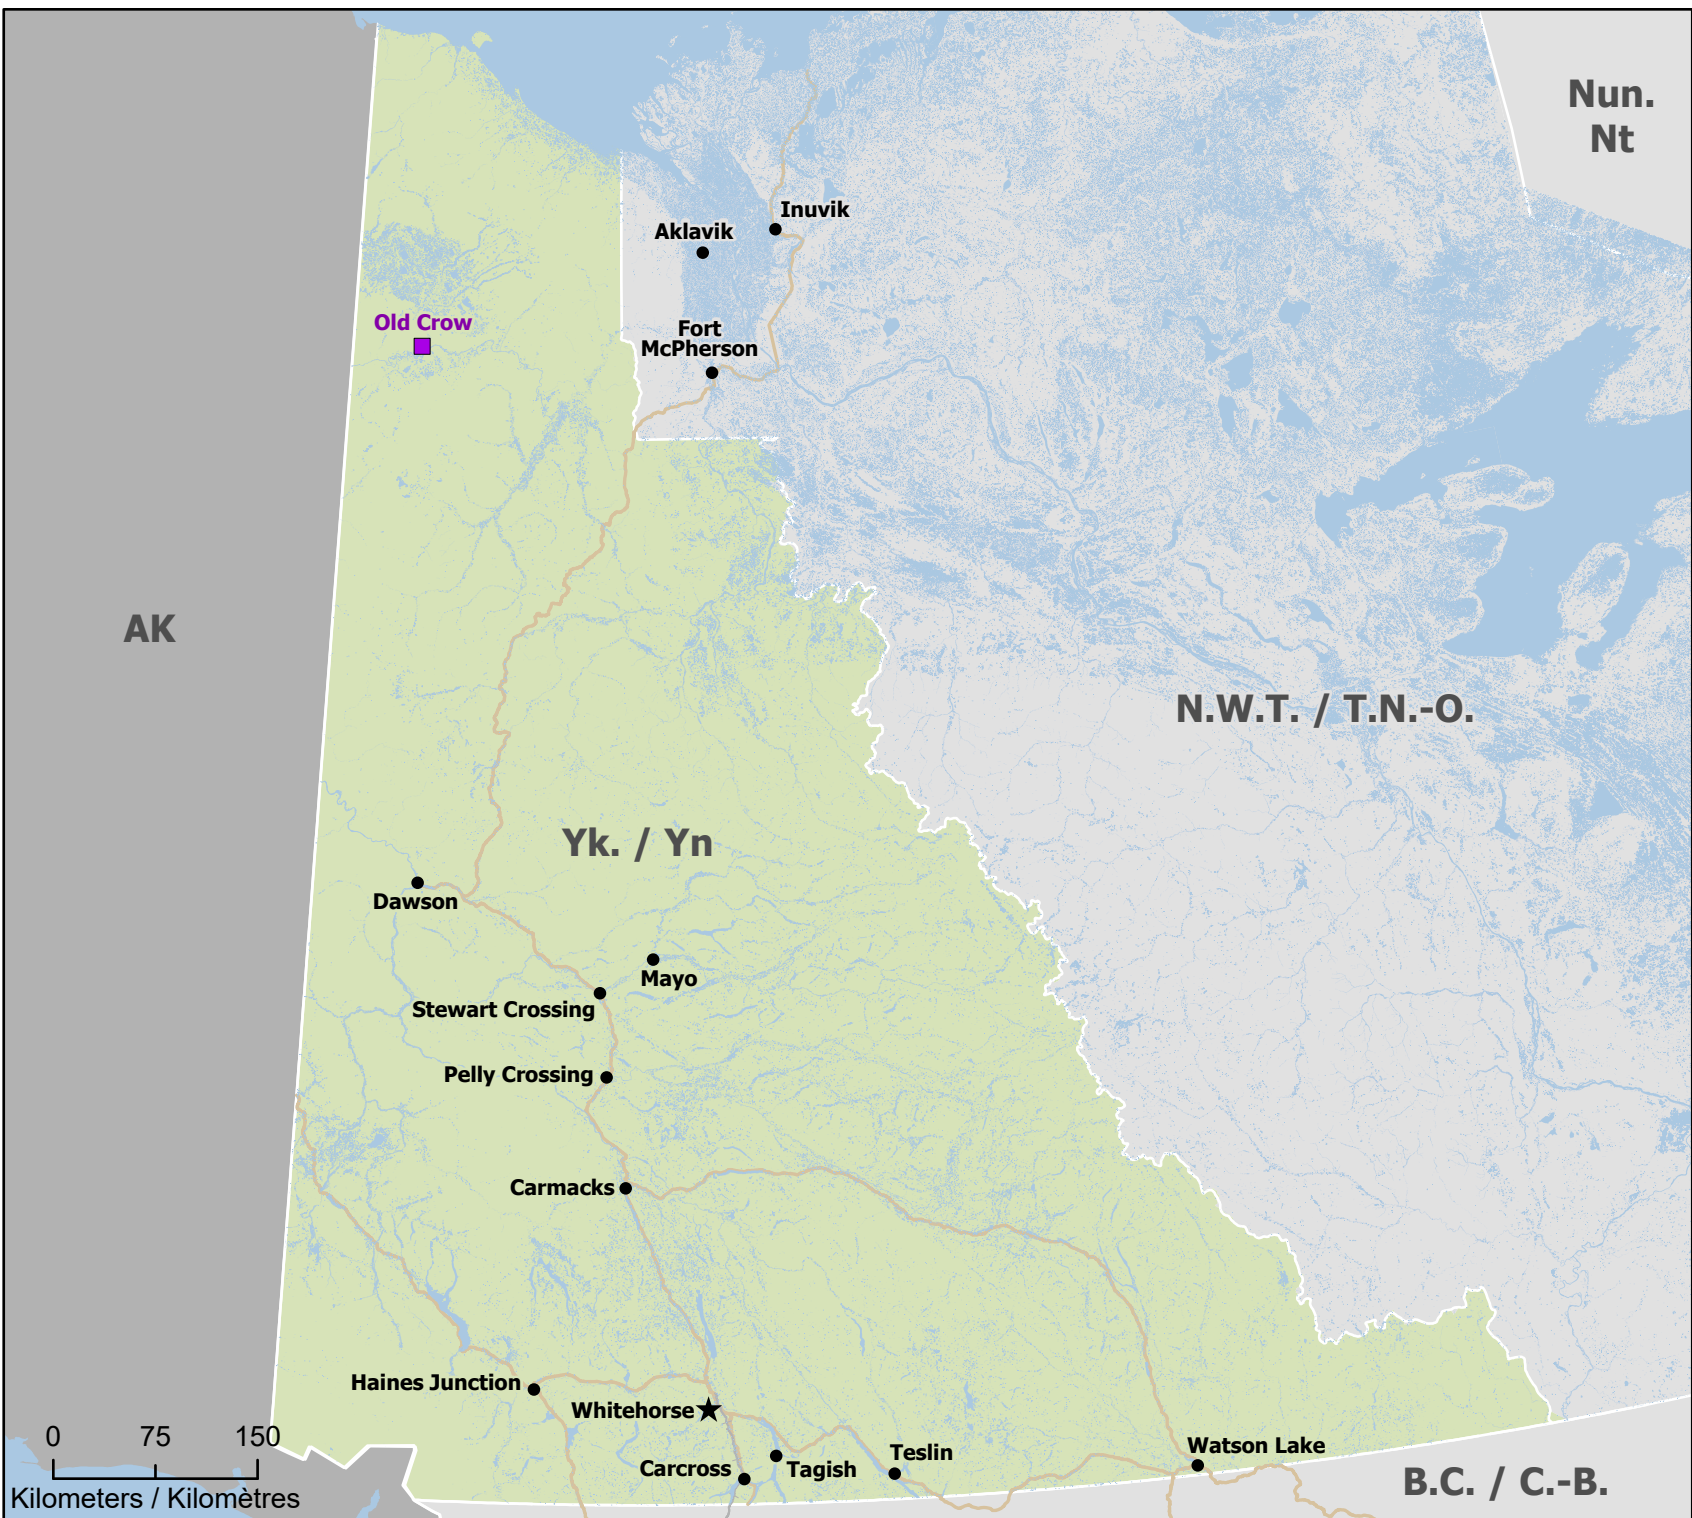 Nun.
Nt
Inuvik
Aklavik
Old Crow
Fort
McPherson
AK
N.W.T. / T.N.-O.
Yk. / Yn
Dawson
Mayo
Stewart Crossing
Pelly Crossing
Carmacks
Haines Junction
Whitehorse
Carcross
Tagish
Teslin
Watson Lake
B.C. / C.-B.
0 75 150
Kilometers / Kilomètres